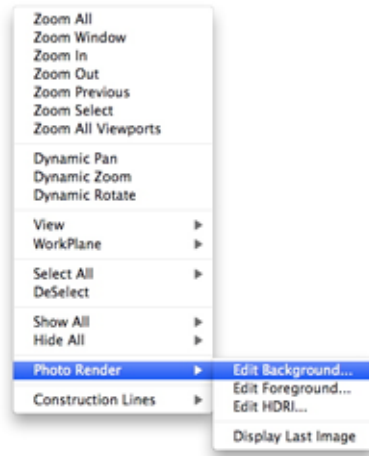 Zoom All
Zoom Window
Zoom In
Zoom Out
Zoom Previous
Zoom Select
Zoom All Viewports
Dynamic Pan
Dynamic Zoom
Dynamic Rotate
View
WorkPlane
Select All
DeSelect
Show All
Hide All
Photo Render
Edit Background...
Edit Foreground...
Edit HDRI...
Construction Lines
Display Last Image